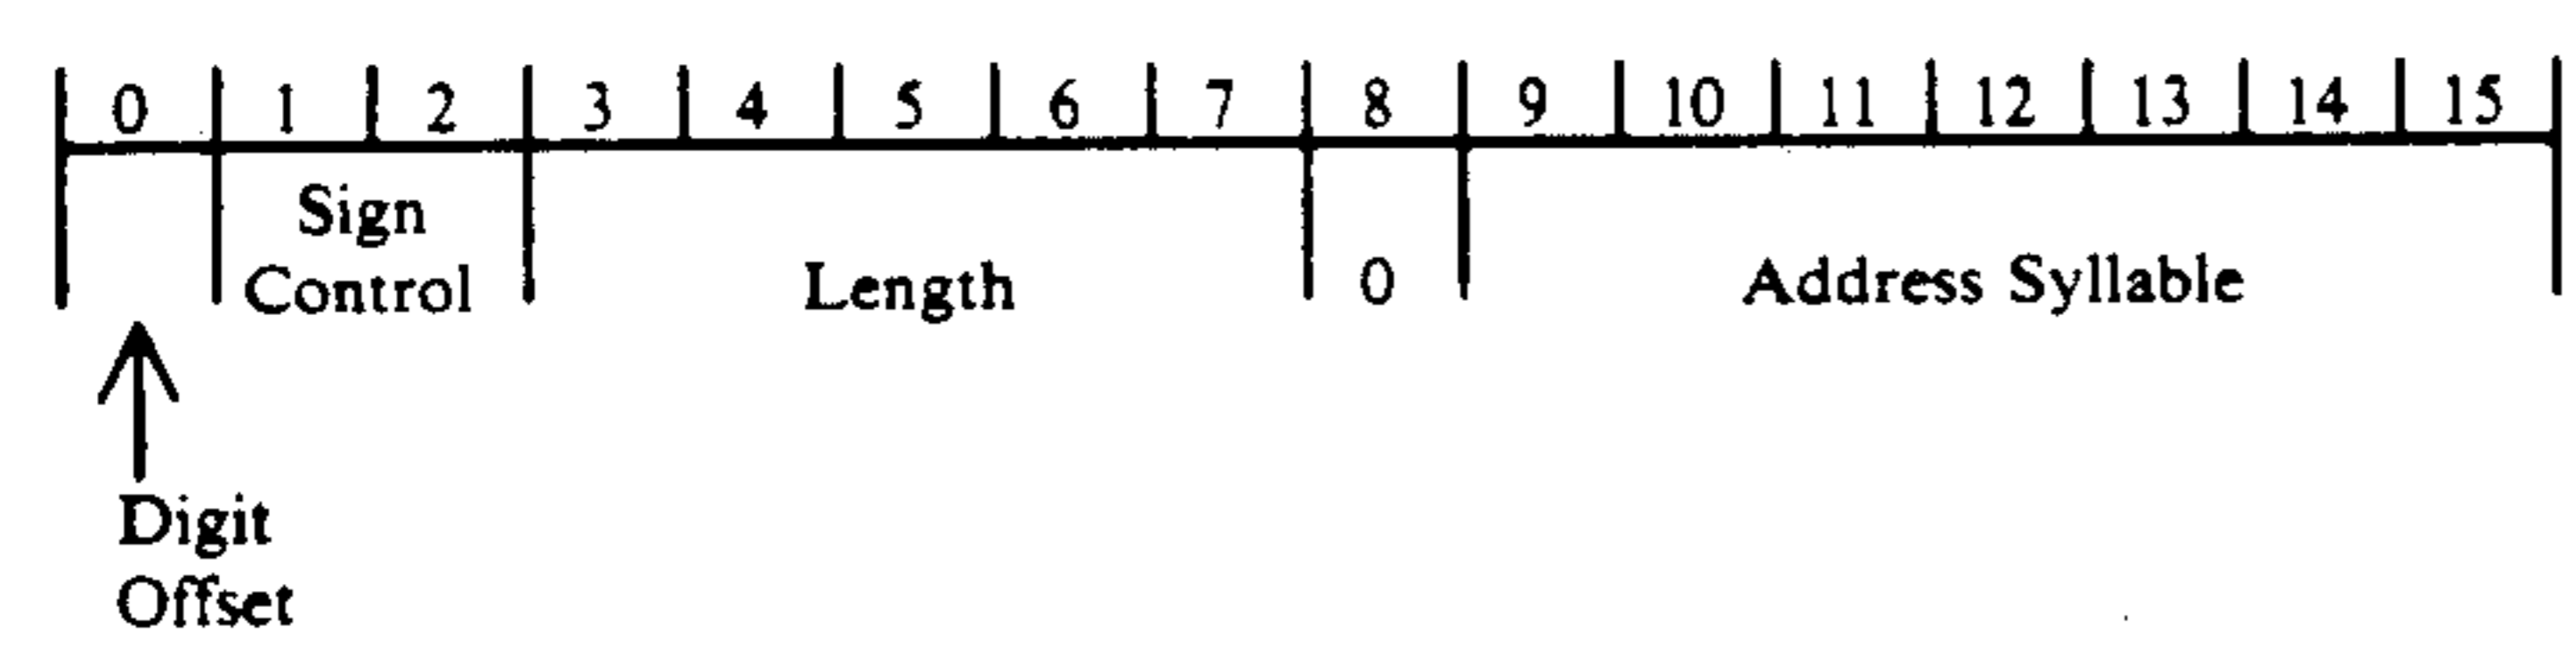 0 1 2 3 4 5 6 7 8 9 10 11 12 13 14 15
Sign
Control
Length
0
Address Syllable
Digit
Offset